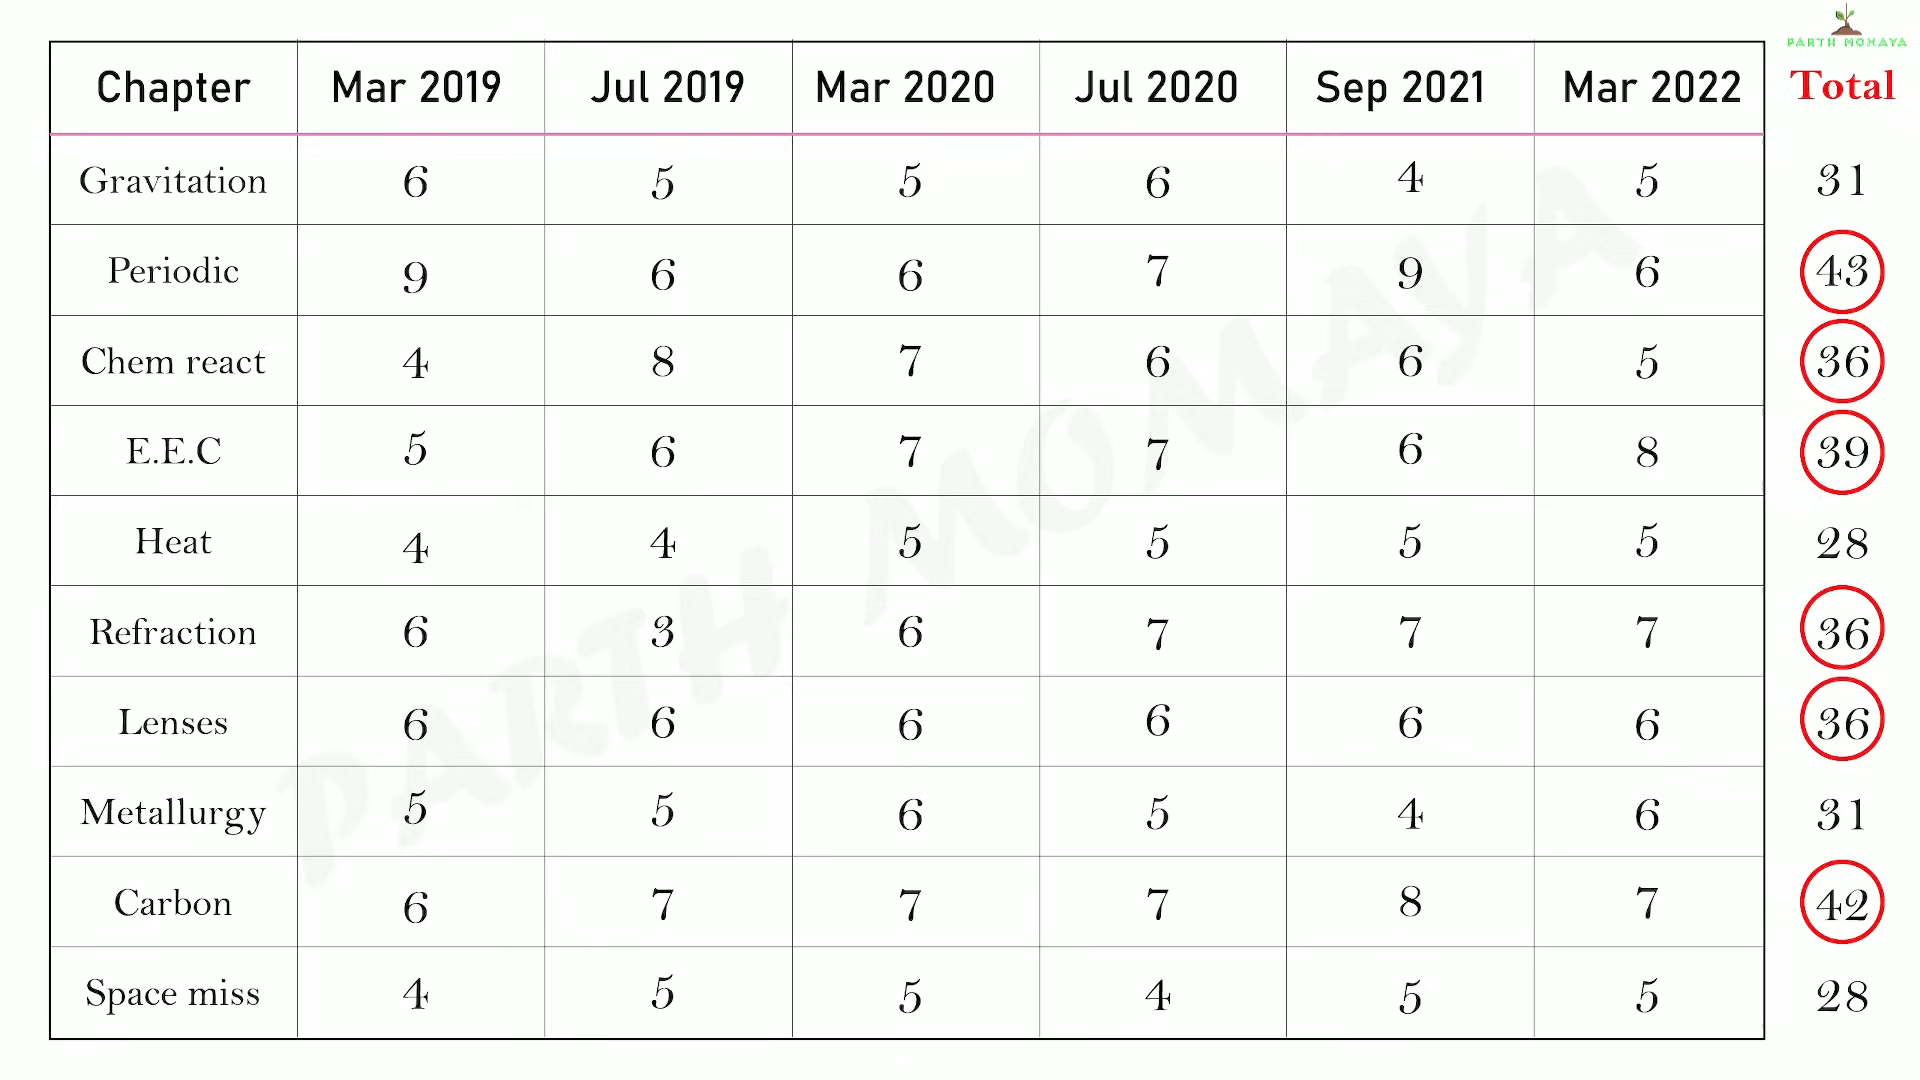 PARTH MOMAYA
Chapter Mar 2019 Jul 2019 Mar 2020 Jul 2020 Sep 2021 Mar 2022 Total
Gravitation 6 5 5 6 4 5 31
Periodic 9 6 6 7 9 6 43
Chem react 4 8 7 6 6 5 36
E.E.C 5 6 7 7 6 8 39
Heat 4 4 5 5 5 5 28
Refraction 6 3 6 7 7 7 36
Lenses 6 6 6 6 6 6 36
Metallurgy 5 5 6 5 4 6 31
Carbon 6 7 7 7 8 7 42
Space miss 4 5 5 4 5 5 28
PARTH MOMAYA